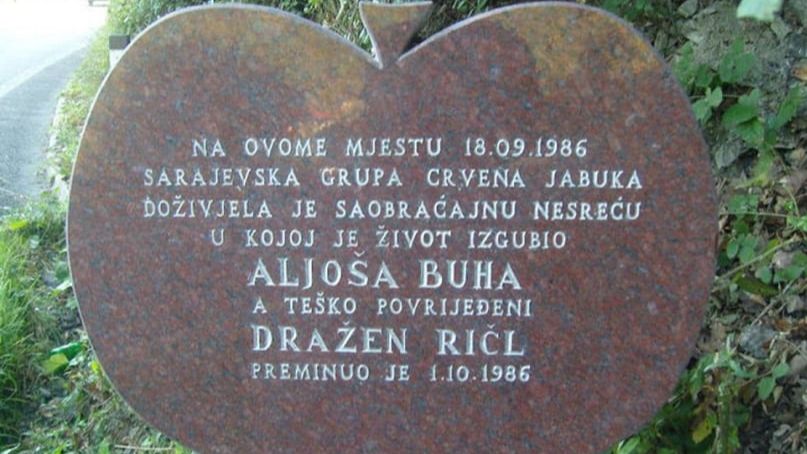 NA OVOME MJESTU 18.09.1986
SARAJEVSKA GRUPA CRVENA JABUKA
DOŽIVJELA JE SAOBRAĆAJNU NESREĆU
U KOJOJ JE ŽIVOT IZGUBIO
ALJOŠA BUHA
A TEŠKO POVRIJEĐENI
DRAŽEN RIČL
PREMINUO JE 1.10.1986